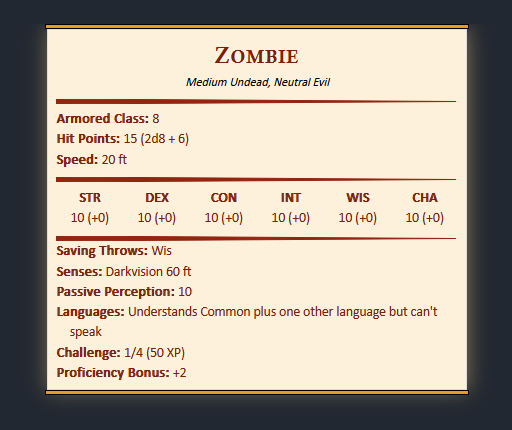 Zombie
Medium Undead, Neutral Evil
Armored Class: 8
Hit Points: 15 (2d8 + 6)
Speed: 20 ft
STR DEX CON INT WIS CHA
10 (+0) 10 (+0) 10 (+0) 10 (+0) 10 (+0) 10 (+0)
Saving Throws: Wis
Senses: Darkvision 60 ft
Passive Perception: 10
Languages: Understands Common plus one other language but can't
speak
Challenge: 1/4 (50 XP)
Proficiency Bonus: +2